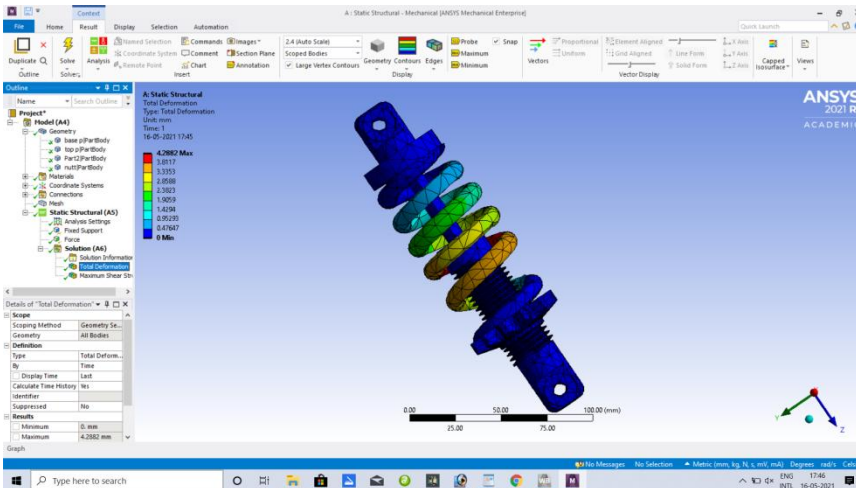 A : Static Structural - Mechanical [ANSYS Mechanical Enterprise]
Context
File Home Result Display Selection Automation
Quick Launch
Duplicate Q
Outline
Solve
Solver
Analysis
Named Selection Commands Images*
Coordinate System Comment Section Plane
Remote Point Chart Annotation
Insert
2.4 (Auto Scale)
Scoped Bodies
Large Vertex Contours
Geometry Contours Edges
Display
Probe Snap
Maximum
Minimum
Vectors
Proportional Element Aligned X Axis
Uniform Grid Aligned Line Form Y Axis
Solid Form Z Axis
Vector Display
Capped
Isosurface*
Views
Outline
Name Search Outline
Project*
Model (A4)
Geometry
base p|PartBody
top p|PartBody
Part2|PartBody
nutt|PartBody
Materials
Coordinate Systems
Connections
Mesh
Static Structural (A5)
Analysis Settings
Fixed Support
Force
Solution (A6)
Solution Information
Total Deformation
Maximum Shear Str
Details of "Total Deformation"
Scope
Scoping Method Geometry Se...
Geometry All Bodies
Definition
Type Total Deform...
By Time
Display Time Last
Calculate Time History Yes
Identifier
Suppressed No
Results
Minimum 0. mm
Maximum 4.2882 mm
Graph
A: Static Structural
Total Deformation
Type: Total Deformation
Unit: mm
Time: 1
16-05-2021 17:45
4.2882 Max
3.8117
3.3353
2.8588
2.3823
1.9059
1.4294
0.95293
0.47647
0 Min
ANSYS
2021 R
ACADEMIC
0.00 50.00 100.00 (mm)
25.00 75.00
Y
Z
No Messages No Selection Metric (mm, kg, N, s, mV, mA) Degrees rad/s Cels
Type here to search
ENG 17:46
INTL 16-05-2021